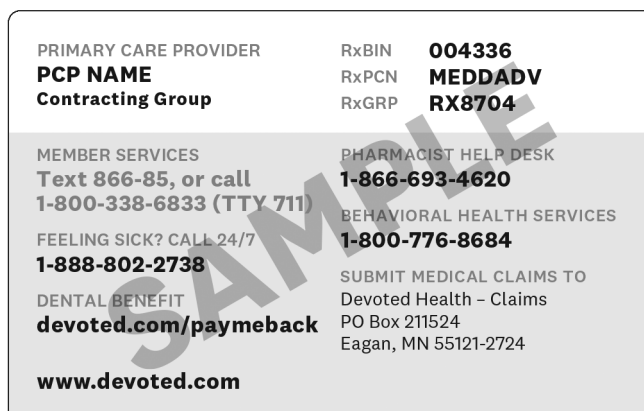 PRIMARY CARE PROVIDER
PCP NAME
Contracting Group
RxBIN 004336
RxPCN MEDDADV
RxGRP RX8704
MEMBER SERVICES
Text 866-85, or call
1-800-338-6833 (TTY 711)
FEELING SICK? CALL 24/7
1-888-802-2738
DENTAL BENEFIT
devoted.com/paymeback
www.devoted.com
PHARMACIST HELP DESK
1-866-693-4620
BEHAVIORAL HEALTH SERVICES
1-800-776-8684
SUBMIT MEDICAL CLAIMS TO
Devoted Health – Claims
PO Box 211524
Eagan, MN 55121-2724
SAMPLE